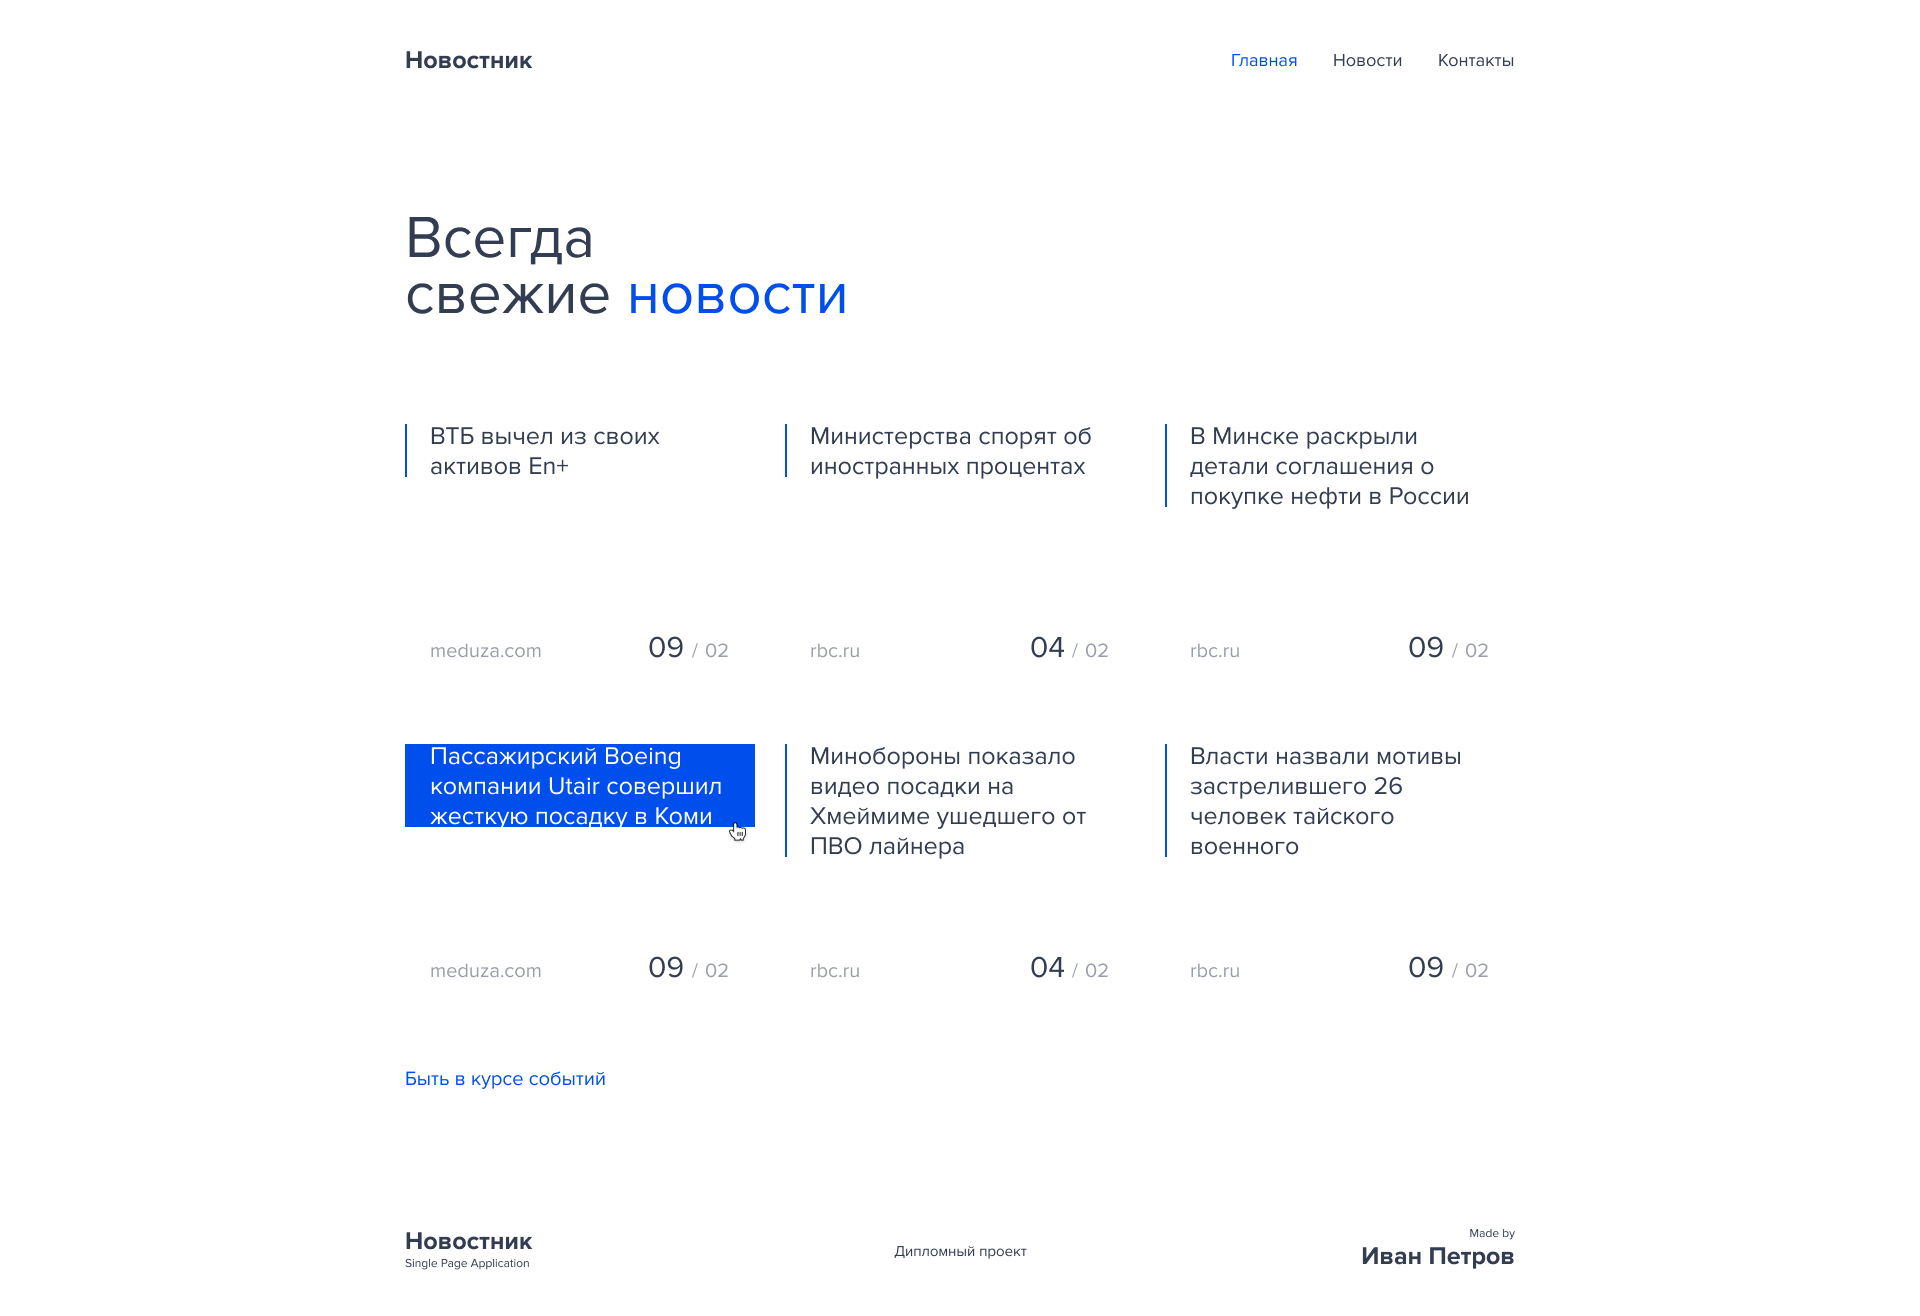 Новостник
Главная Новости Контакты
Всегда
свежие новости
ВТБ вычел из своих
активов En+
meduza.com 09 / 02
Министерства спорят об
иностранных процентах
rbc.ru 04 / 02
В Минске раскрыли
детали соглашения о
покупке нефти в России
rbc.ru 09 / 02
Пассажирский Boeing
компании Utair совершил
жесткую посадку в Коми
meduza.com 09 / 02
Минобороны показало
видео посадки на
Хмеймиме ушедшего от
ПВО лайнера
rbc.ru 04 / 02
Власти назвали мотивы
застрелившего 26
человек тайского
военного
rbc.ru 09 / 02
Быть в курсе событий
Новостник
Single Page Application
Дипломный проект
Made by
Иван Петров